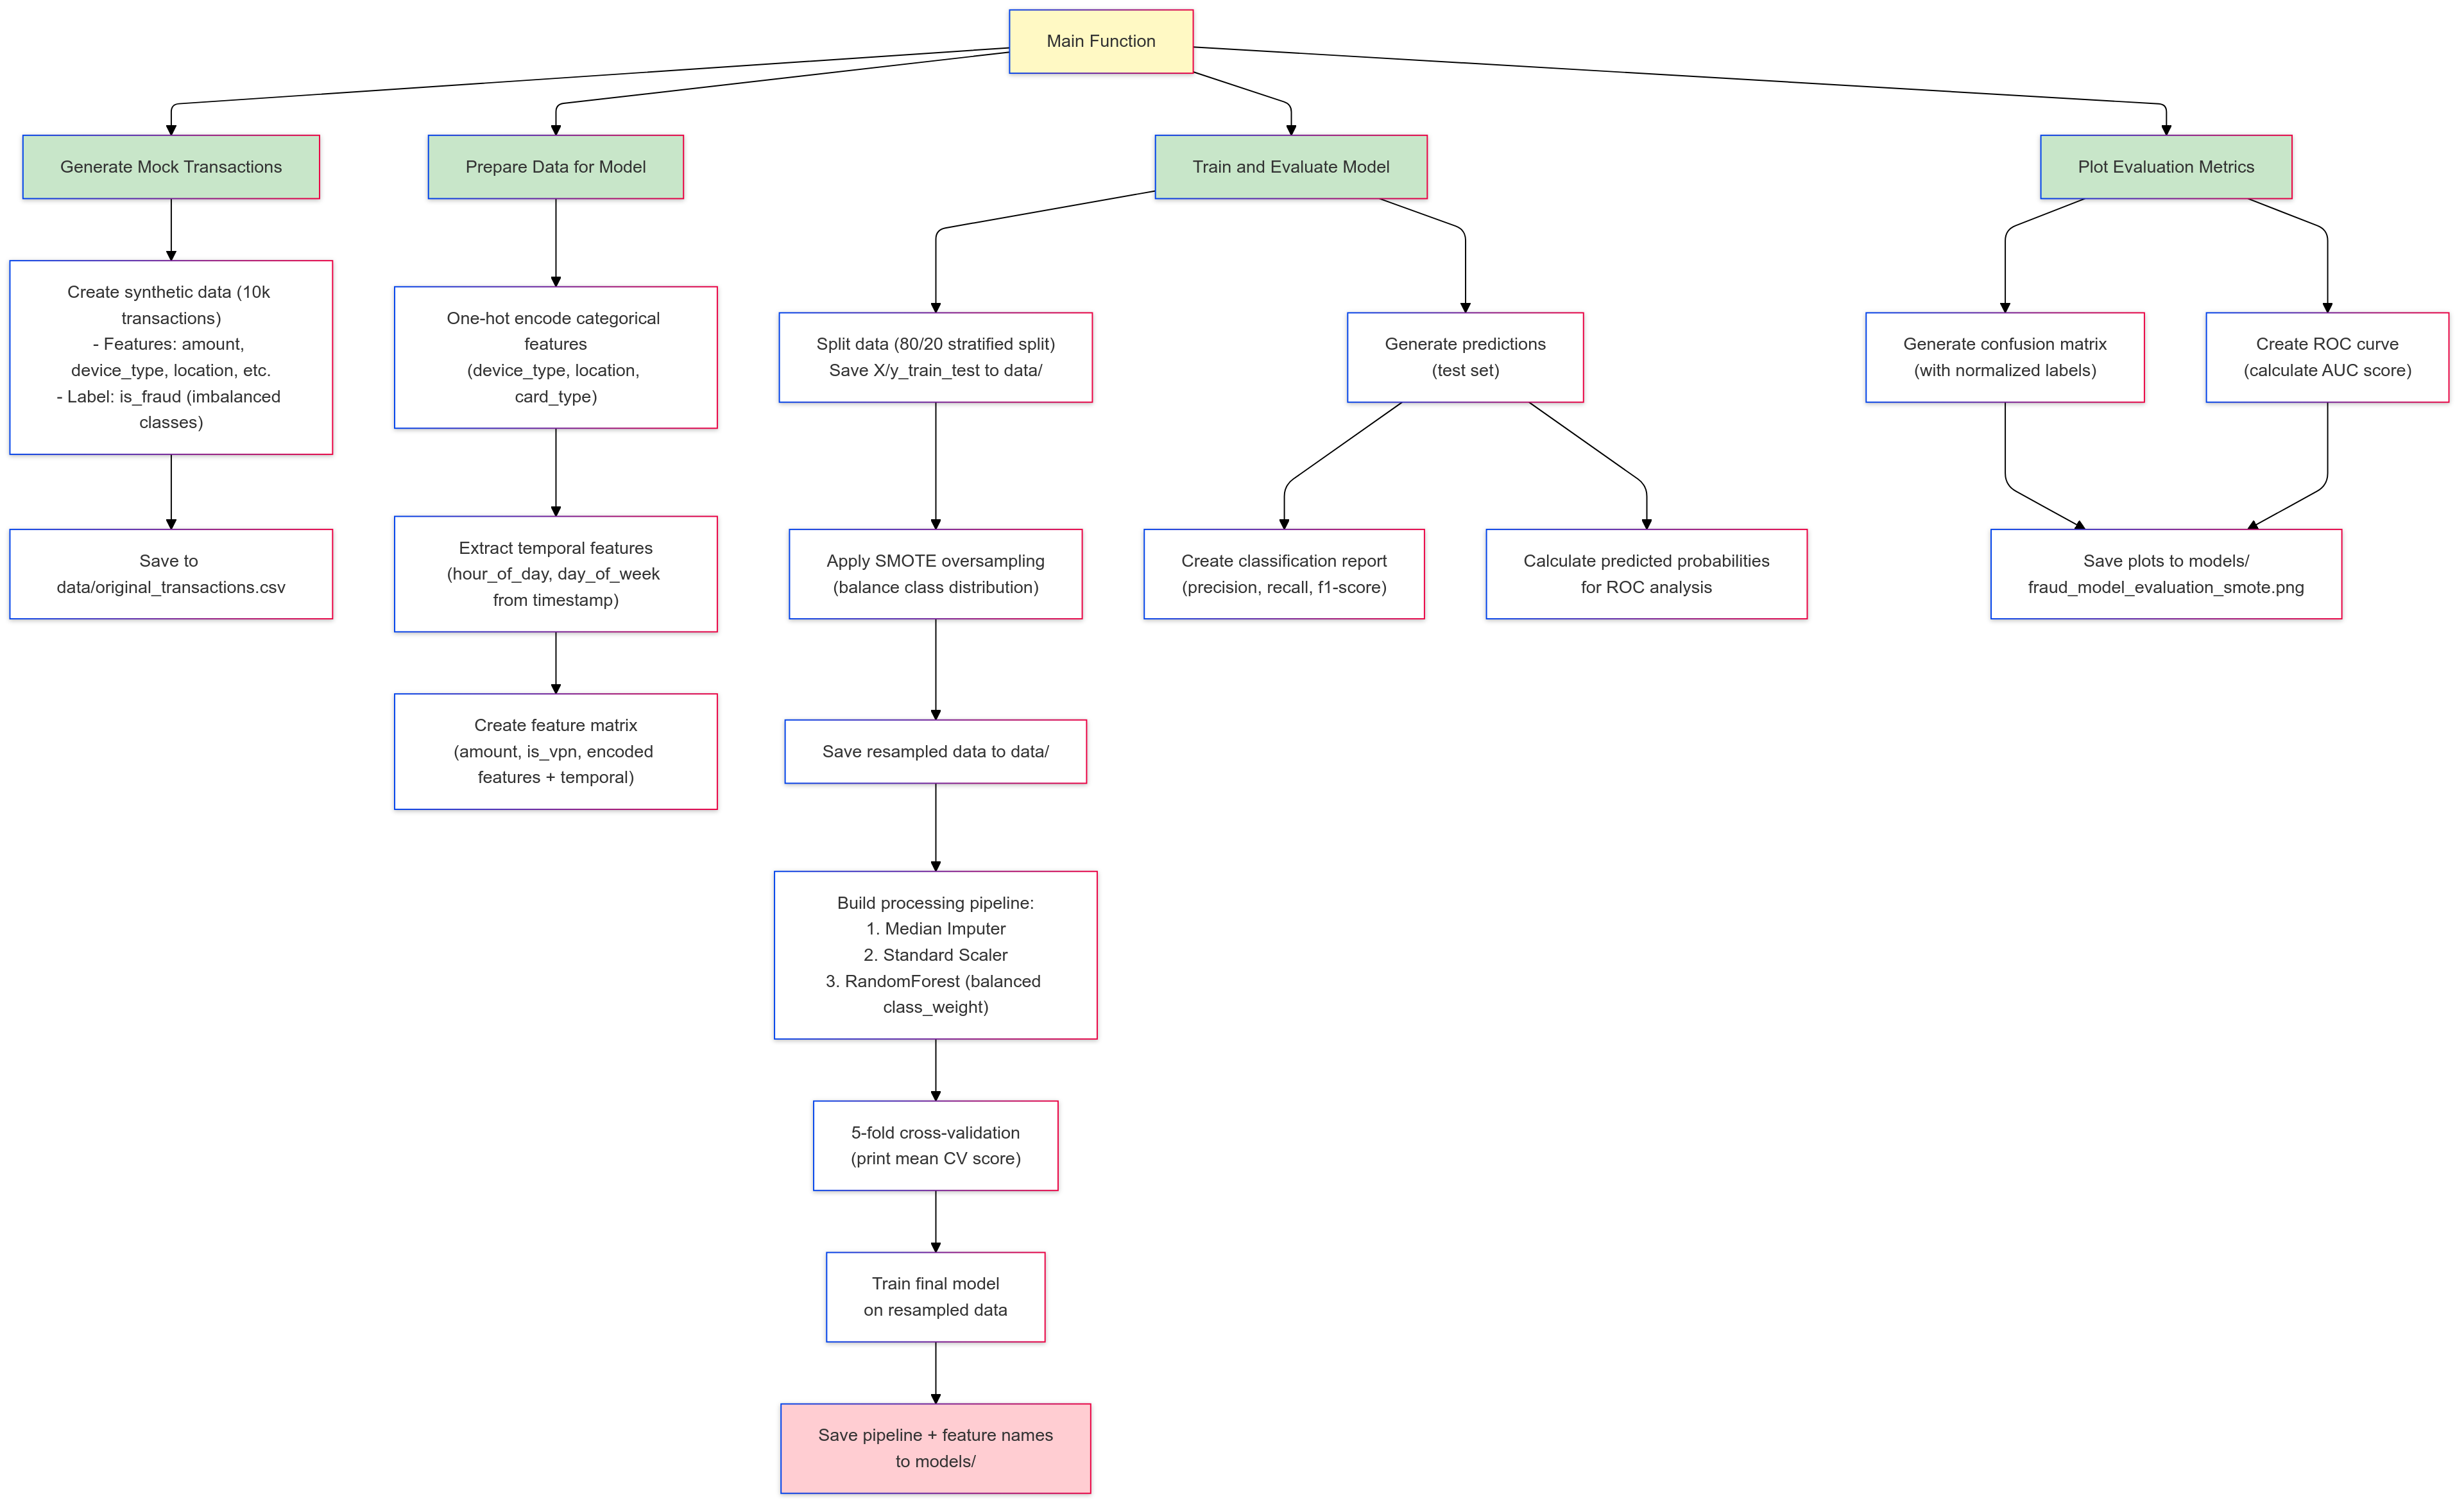 Main Function
Generate Mock Transactions
Prepare Data for Model
Train and Evaluate Model
Plot Evaluation Metrics
Create synthetic data (10k
transactions)
- Features: amount,
device_type, location, etc.
- Label: is_fraud (imbalanced
classes)
Save to
data/original_transactions.csv
One-hot encode categorical
features
(device_type, location,
card_type)
Extract temporal features
(hour_of_day, day_of_week
from timestamp)
Create feature matrix
(amount, is_vpn, encoded
features + temporal)
Split data (80/20 stratified split)
Save X/y_train_test to data/
Apply SMOTE oversampling
(balance class distribution)
Save resampled data to data/
Build processing pipeline:
1. Median Imputer
2. Standard Scaler
3. RandomForest (balanced
class_weight)
5-fold cross-validation
(print mean CV score)
Train final model
on resampled data
Save pipeline + feature names
to models/
Generate predictions
(test set)
Create classification report
(precision, recall, f1-score)
Calculate predicted probabilities
for ROC analysis
Generate confusion matrix
(with normalized labels)
Create ROC curve
(calculate AUC score)
Save plots to models/
fraud_model_evaluation_smote.png